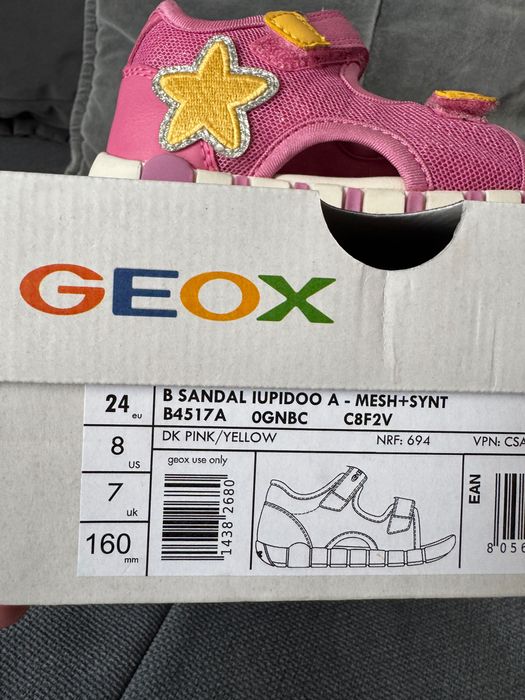 GEOX
24 eu
8 US
7 uk
160 mm
B SANDAL IUPIDOO A - MESH+SYNT
B4517A 0GNBC C8F2V
DK PINK/YELLOW NRF: 694 VPN: CSA
geox use only
1438 2680
EAN
8 056